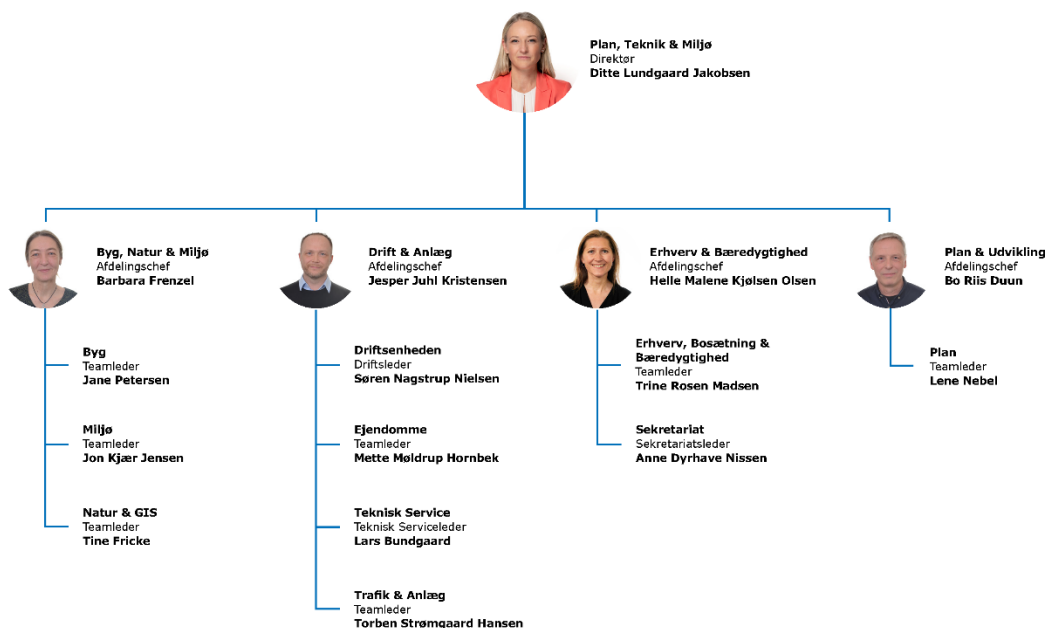 Plan, Teknik & Miljø
Direktør
Ditte Lundgaard Jakobsen
Byg, Natur & Miljø
Afdelingschef
Barbara Frenzel
Drift & Anlæg
Afdelingschef
Jesper Juhl Kristensen
Erhverv & Bæredygtighed
Afdelingschef
Helle Malene Kjølsen Olsen
Plan & Udvikling
Afdelingschef
Bo Riis Duun
Byg
Teamleder
Jane Petersen
Miljø
Teamleder
Jon Kjær Jensen
Natur & GIS
Teamleder
Tine Fricke
Driftsenheden
Driftsleder
Søren Nagstrup Nielsen
Ejendomme
Teamleder
Mette Møldrup Hornbek
Teknisk Service
Teknisk Serviceleder
Lars Bundgaard
Trafik & Anlæg
Teamleder
Torben Strømgaard Hansen
Erhverv, Bosætning &
Bæredygtighed
Teamleder
Trine Rosen Madsen
Sekretariat
Sekretariatsleder
Anne Dyrhave Nissen
Plan
Teamleder
Lene Nebel